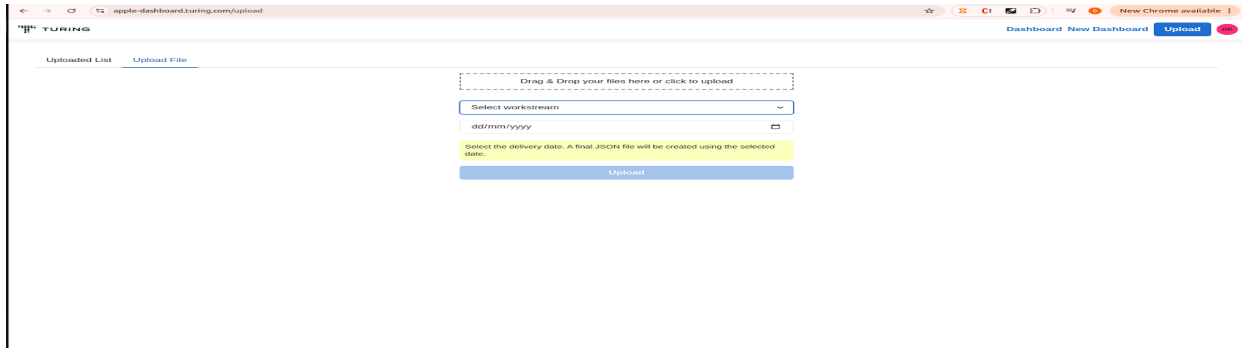 apple-dashboard.turing.com/upload
New Chrome available
TURING
Dashboard New Dashboard Upload
Uploaded List Upload File
Drag & Drop your files here or click to upload
Select workstream
dd/mm/yyyy
Select the delivery date. A final JSON file will be created using the selected
date.
Upload